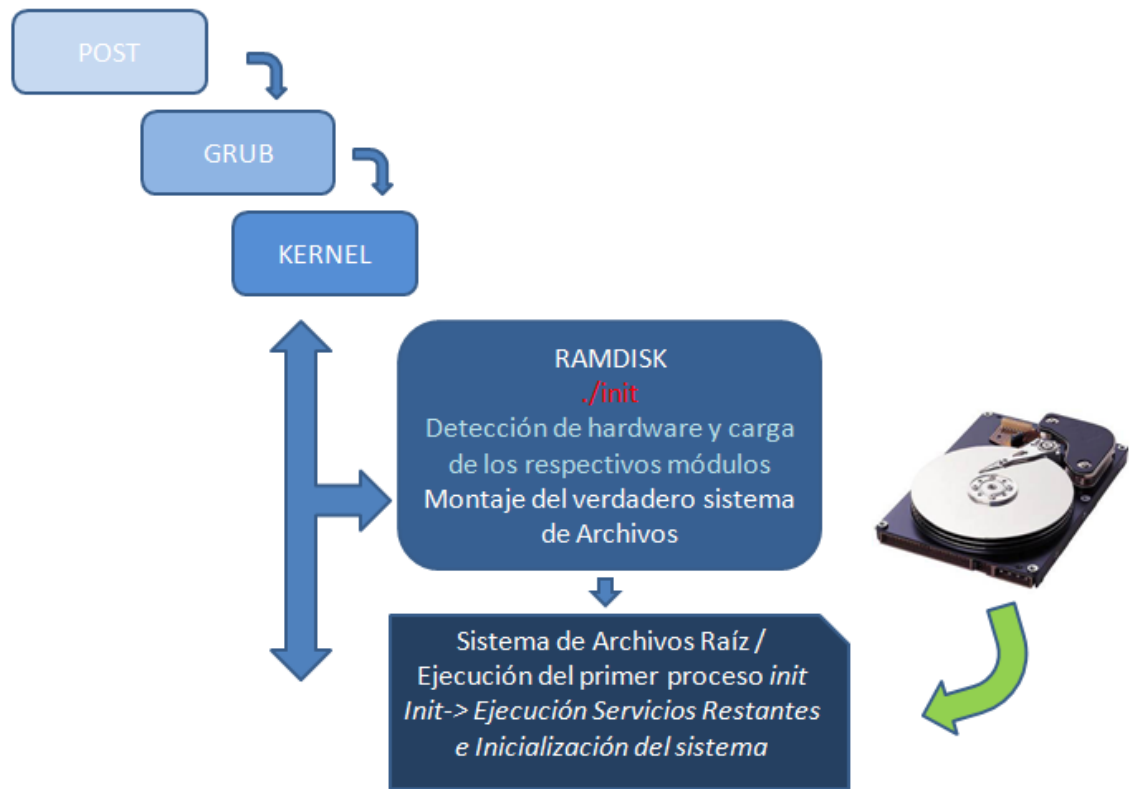 POST
GRUB
KERNEL
RAMDISK
./init
Detección de hardware y carga
de los respectivos módulos
Montaje del verdadero sistema
de Archivos
Sistema de Archivos Raíz /
Ejecución del primer proceso init
Init-> Ejecución Servicios Restantes
e Inicialización del sistema